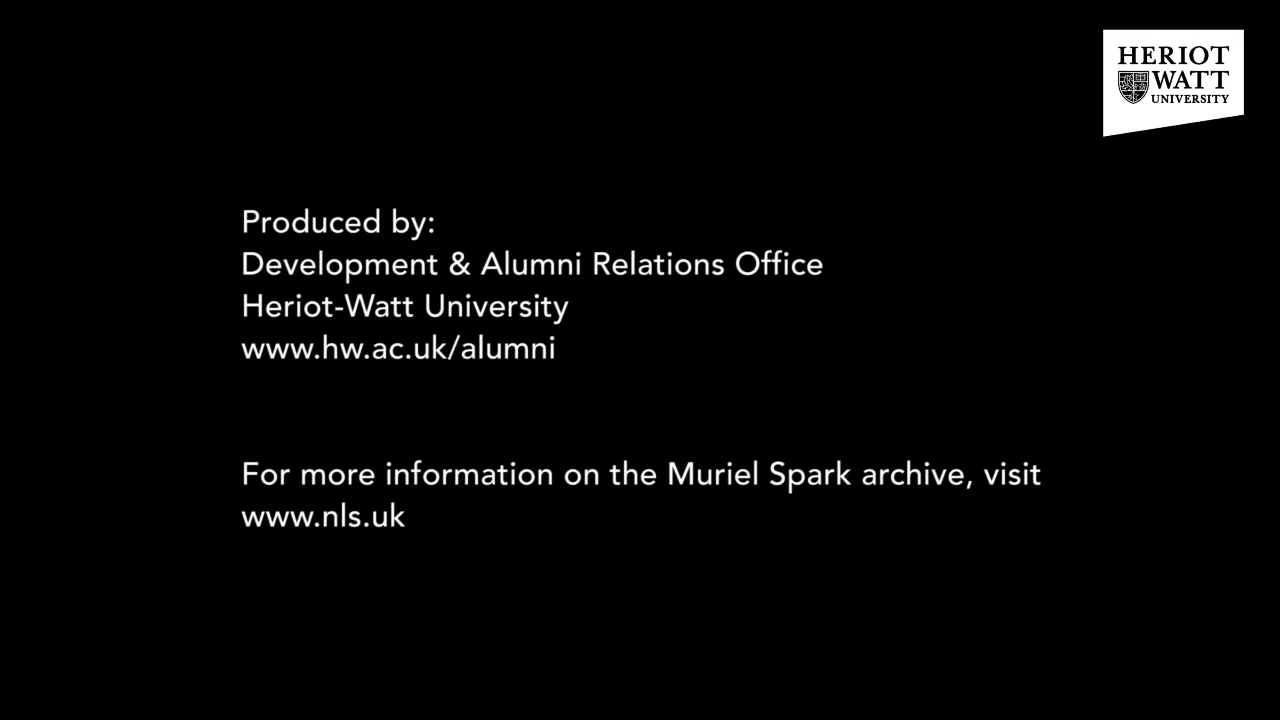 HERIOT
WATT
UNIVERSITY
Produced by:
Development & Alumni Relations Office
Heriot-Watt University
www.hw.ac.uk/alumni
For more information on the Muriel Spark archive, visit
www.nls.uk